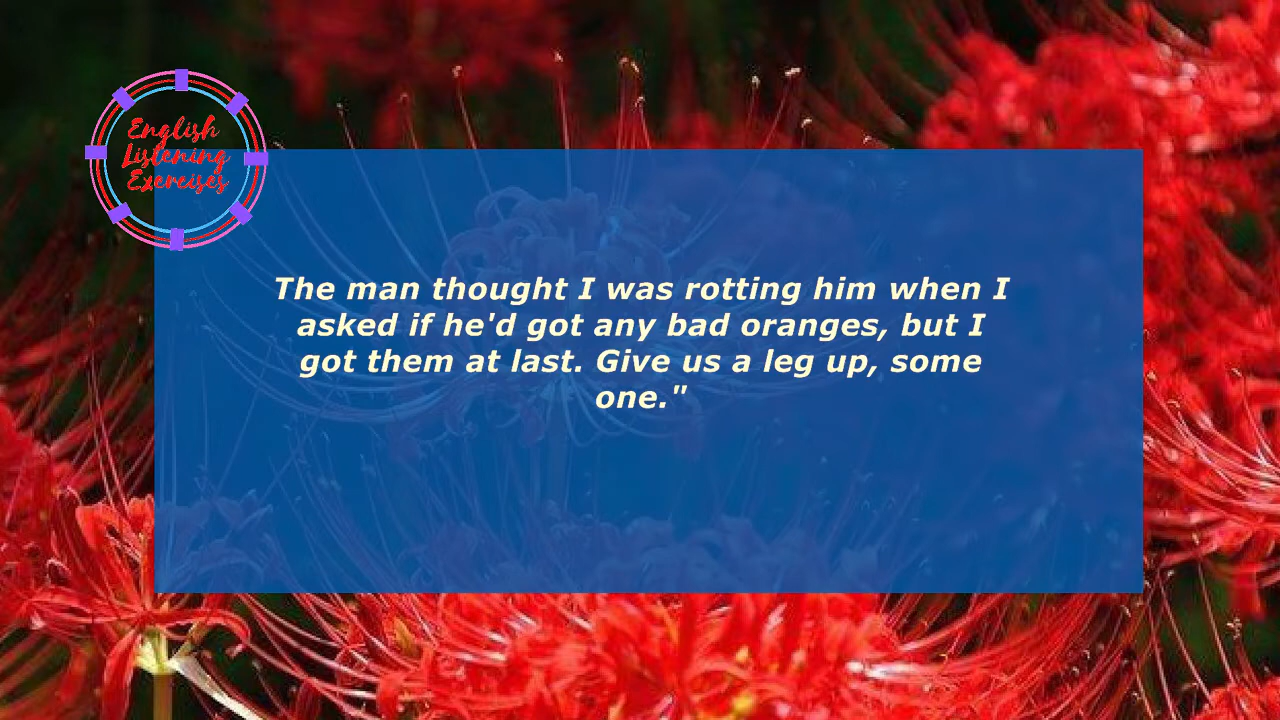 English
Listening
Exercises
The man thought I was rotting him when I
asked if he'd got any bad oranges, but I
got them at last. Give us a leg up, some
one."